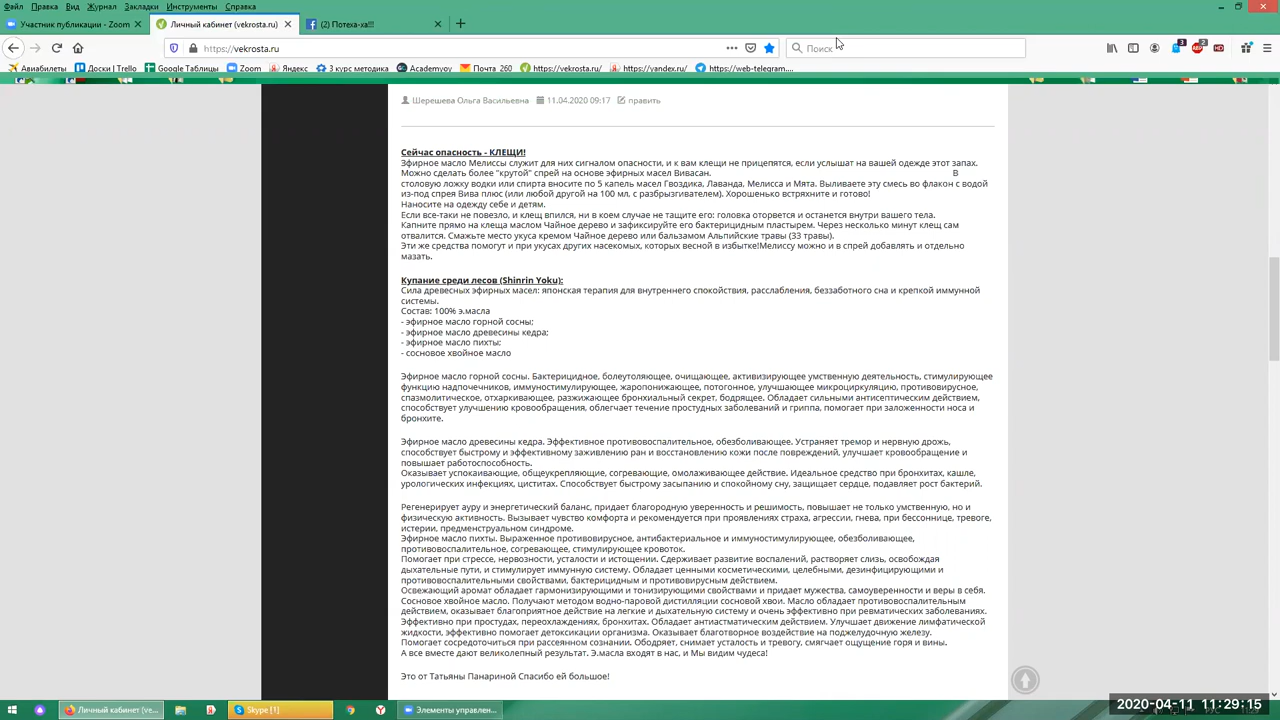 Файл Правка Вид Журнал Закладки Инструменты Справка
Участник публикации - Zoom
Личный кабинет (vekrosta.ru)
(2) Потеха-ха!!!
https://vekrosta.ru
Поиск
Авиабилеты Доски | Trello Google Таблицы Zoom Яндекс 3 курс методика Academyoy Почта 260 https://vekrosta.ru/ https://yandex.ru/ https://web-telegram....
Шерешева Ольга Васильевна 11.04.2020 09:17 править
Сейчас опасность - КЛЕЩИ!
Эфирное масло Мелиссы служит для них сигналом опасности, и к вам клещи не прицепятся, если услышат на вашей одежде этот запах.
Можно сделать более "крутой" спрей на основе эфирных масел Вивасан. В
столовую ложку водки или спирта вносите по 5 капель масел Гвоздика, Лаванда, Мелисса и Мята. Выливаете эту смесь во флакон с водой
из-под спрея Вива плюс (или любой другой на 100 мл, с разбрызгивателем). Хорошенько встряхните и готово!
Наносите на одежду себе и детям.
Если все-таки не повезло, и клещ впился, ни в коем случае не тащите его: головка оторвется и останется внутри вашего тела.
Капните прямо на клеща маслом Чайное дерево и зафиксируйте его бактерицидным пластырем. Через несколько минут клещ сам
отвалится. Смажьте место укуса кремом Чайное дерево или бальзамом Альпийские травы (33 травы).
Эти же средства помогут и при укусах других насекомых, которых весной в избытке!Мелиссу можно и в спрей добавлять и отдельно
мазать.
Купание среди лесов (Shinrin Yoku):
Сила древесных эфирных масел: японская терапия для внутреннего спокойствия, расслабления, беззаботного сна и крепкой иммунной
системы.
Состав: 100% э.масла
- эфирное масло горной сосны;
- эфирное масло древесины кедра;
- эфирное масло пихты;
- сосновое хвойное масло
Эфирное масло горной сосны. Бактерицидное, болеутоляющее, очищающее, активизирующее умственную деятельность, стимулирующее
функцию надпочечников, иммуностимулирующее, жаропонижающее, потогонное, улучшающее микроциркуляцию, противовирусное,
спазмолитическое, отхаркивающее, разжижающее бронхиальный секрет, бодрящее. Обладает сильными антисептическим действием,
способствует улучшению кровообращения, облегчает течение простудных заболеваний и гриппа, помогает при заложенности носа и
бронхите.
Эфирное масло древесины кедра. Эффективное противовоспалительное, обезболивающее. Устраняет тремор и нервную дрожь,
способствует быстрому и эффективному заживлению ран и восстановлению кожи после повреждений, улучшает кровообращение и
повышает работоспособность.
Оказывает успокаивающие, общеукрепляющие, согревающие, омолаживающее действие. Идеальное средство при бронхитах, кашле,
урологических инфекциях, циститах. Способствует быстрому засыпанию и спокойному сну, защищает сердце, подавляет рост бактерий.
Регенерирует ауру и энергетический баланс, придает благородную уверенность и решимость, повышает не только умственную, но и
физическую активность. Вызывает чувство комфорта и рекомендуется при проявлениях страха, агрессии, гнева, при бессоннице, тревоге,
истерии, предменструальном синдроме.
Эфирное масло пихты. Выраженное противовирусное, антибактериальное и иммуностимулирующее, обезболивающее,
противовоспалительное, согревающее, стимулирующее кровоток.
Помогает при стрессе, нервозности, усталости и истощении. Сдерживает развитие воспалений, растворяет слизь, освобождая
дыхательные пути, и стимулирует иммунную систему. Обладает ценными косметическими, целебными, дезинфицирующими и
противовоспалительными свойствами, бактерицидным и противовирусным действием.
Освежающий аромат обладает гармонизирующими и тонизирующими свойствами и придает мужества, самоуверенности и веры в себя.
Сосновое хвойное масло. Получают методом водно-паровой дистилляции сосновой хвои. Масло обладает противовоспалительным
действием, оказывает благоприятное действие на легкие и дыхательную систему и очень эффективно при ревматических заболеваниях.
Эффективно при простудах, переохлаждениях, бронхитах. Обладает антиастматическим действием. Улучшает движение лимфатической
жидкости, эффективно помогает детоксикации организма. Оказывает благотворное воздействие на поджелудочную железу.
Помогает сосредоточиться при рассеянном сознании. Ободряет, снимает усталость и тревогу, смягчает ощущение горя и вины.
А все вместе дают великолепный результат. Э.масла входят в нас, и Мы видим чудеса!
Это от Татьяны Панариной Спасибо ей большое!
Личный кабинет (ve...
Skype [1]
Элементы управлен...
2020-04-11 11:29:15